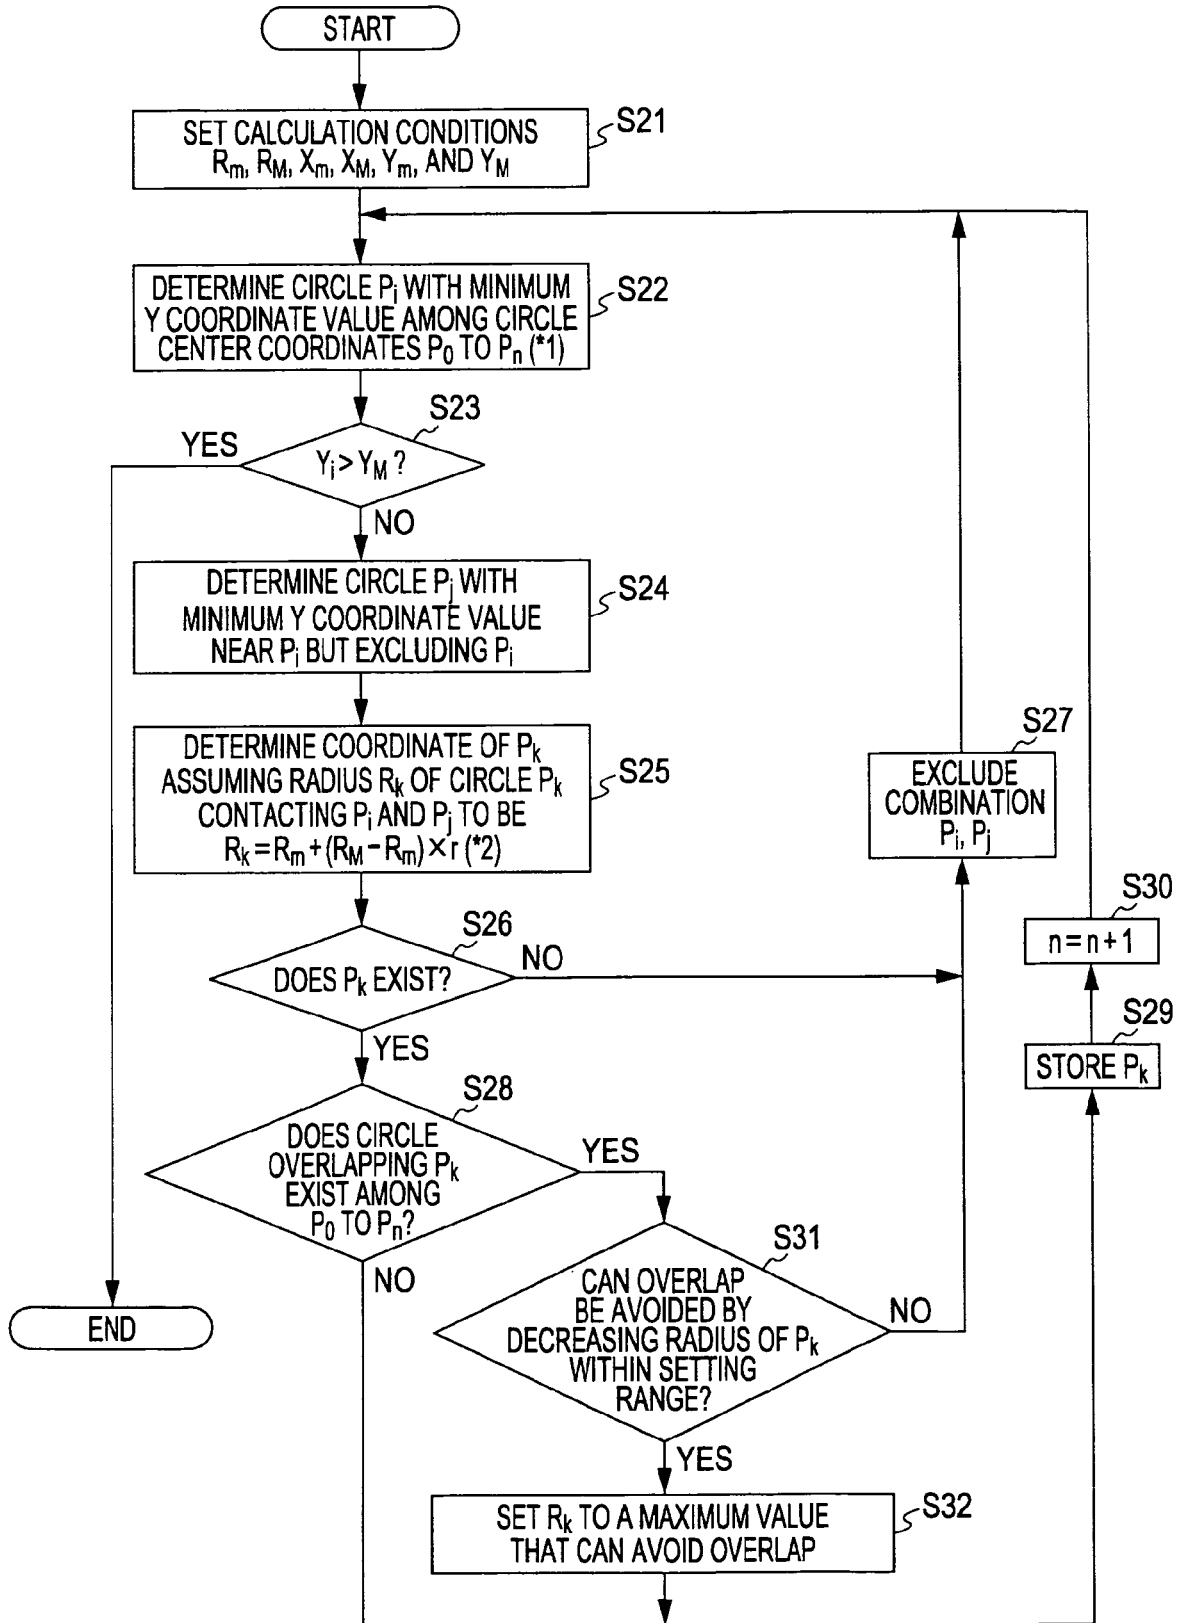 START
SET CALCULATION CONDITIONS
Rm, RM, Xm, XM, Ym, AND YM
S21
DETERMINE CIRCLE Pi WITH MINIMUM
Y COORDINATE VALUE AMONG CIRCLE
CENTER COORDINATES P0 TO Pn (*1)
S22
S23
YES
Yi > YM ?
NO
DETERMINE CIRCLE Pj WITH
MINIMUM Y COORDINATE VALUE
NEAR Pi BUT EXCLUDING Pi
S24
DETERMINE COORDINATE OF Pk
ASSUMING RADIUS Rk OF CIRCLE Pk
CONTACTING Pi AND Pj TO BE
Rk = Rm + (RM − Rm) × r (*2)
S25
S27
EXCLUDE
COMBINATION
Pi, Pj
S26
DOES Pk EXIST?
NO
YES
S30
n = n + 1
S29
STORE Pk
S28
DOES CIRCLE
OVERLAPPING Pk
EXIST AMONG
P0 TO Pn?
YES
NO
S31
CAN OVERLAP
BE AVOIDED BY
DECREASING RADIUS OF Pk
WITHIN SETTING
RANGE?
NO
YES
END
SET Rk TO A MAXIMUM VALUE
THAT CAN AVOID OVERLAP
S32